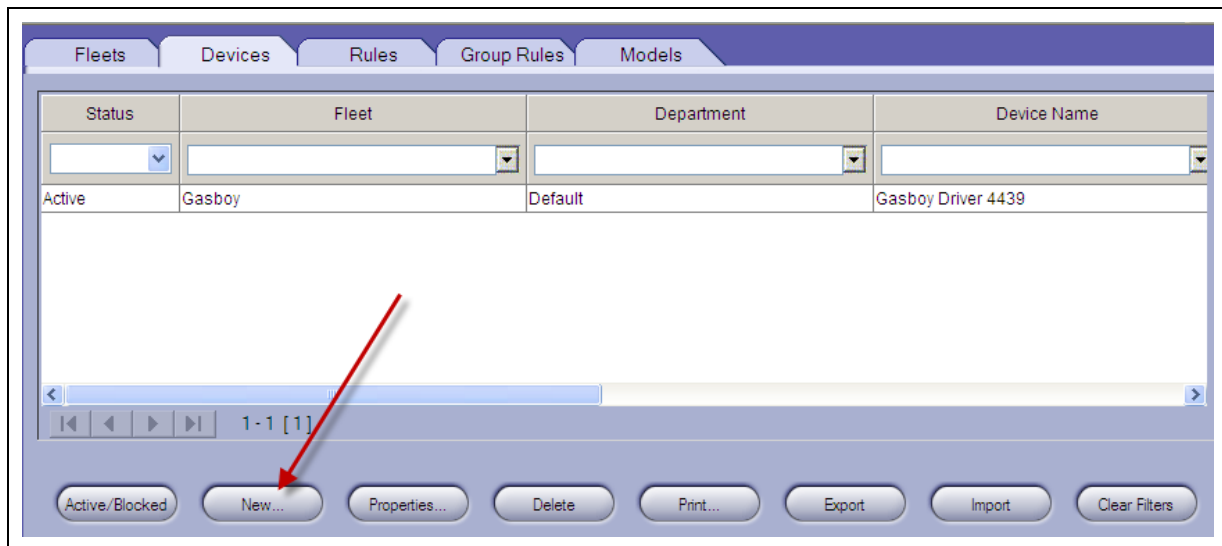 Fleets Devices Rules Group Rules Models
Status Fleet Department Device Name
Active Gasboy Default Gasboy Driver 4439
1 - 1 [ 1 ]
Active/Blocked New... Properties... Delete Print... Export Import Clear Filters